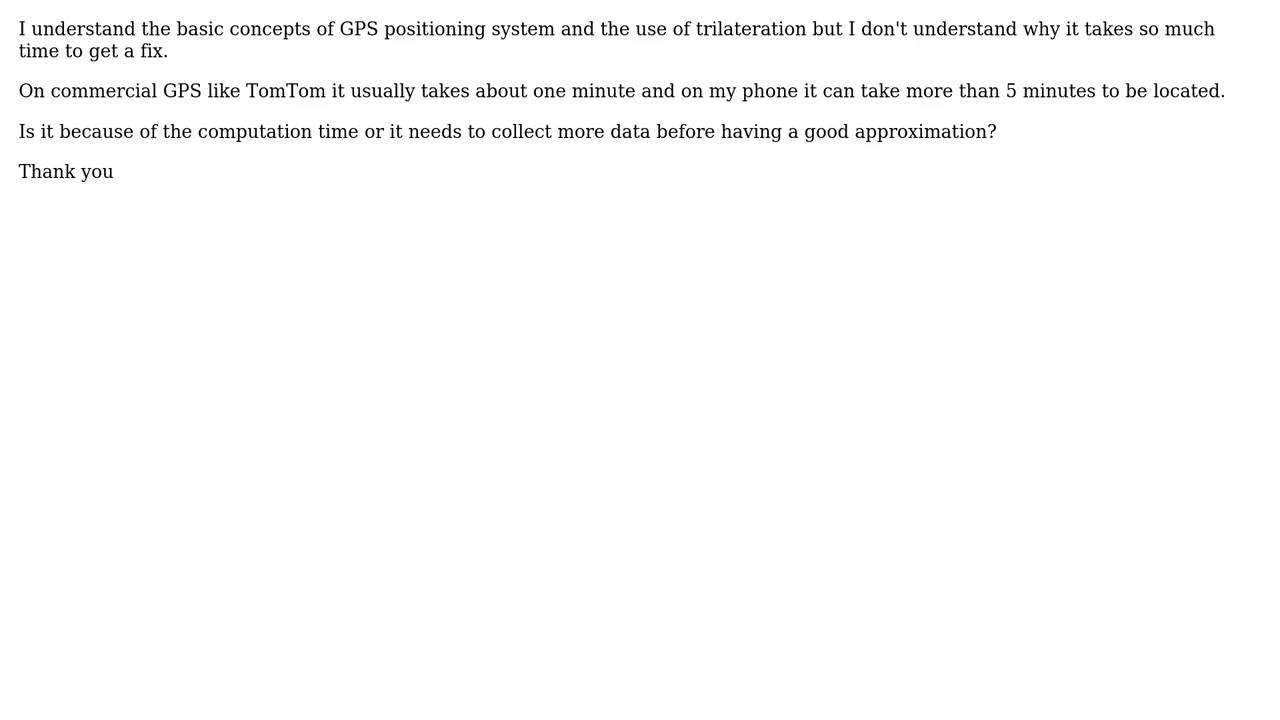 I understand the basic concepts of GPS positioning system and the use of trilateration but I don't understand why it takes so much
time to get a fix.
On commercial GPS like TomTom it usually takes about one minute and on my phone it can take more than 5 minutes to be located.
Is it because of the computation time or it needs to collect more data before having a good approximation?
Thank you